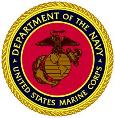 DEPARTMENT OF THE NAVY
UNITED STATES MARINE CORPS